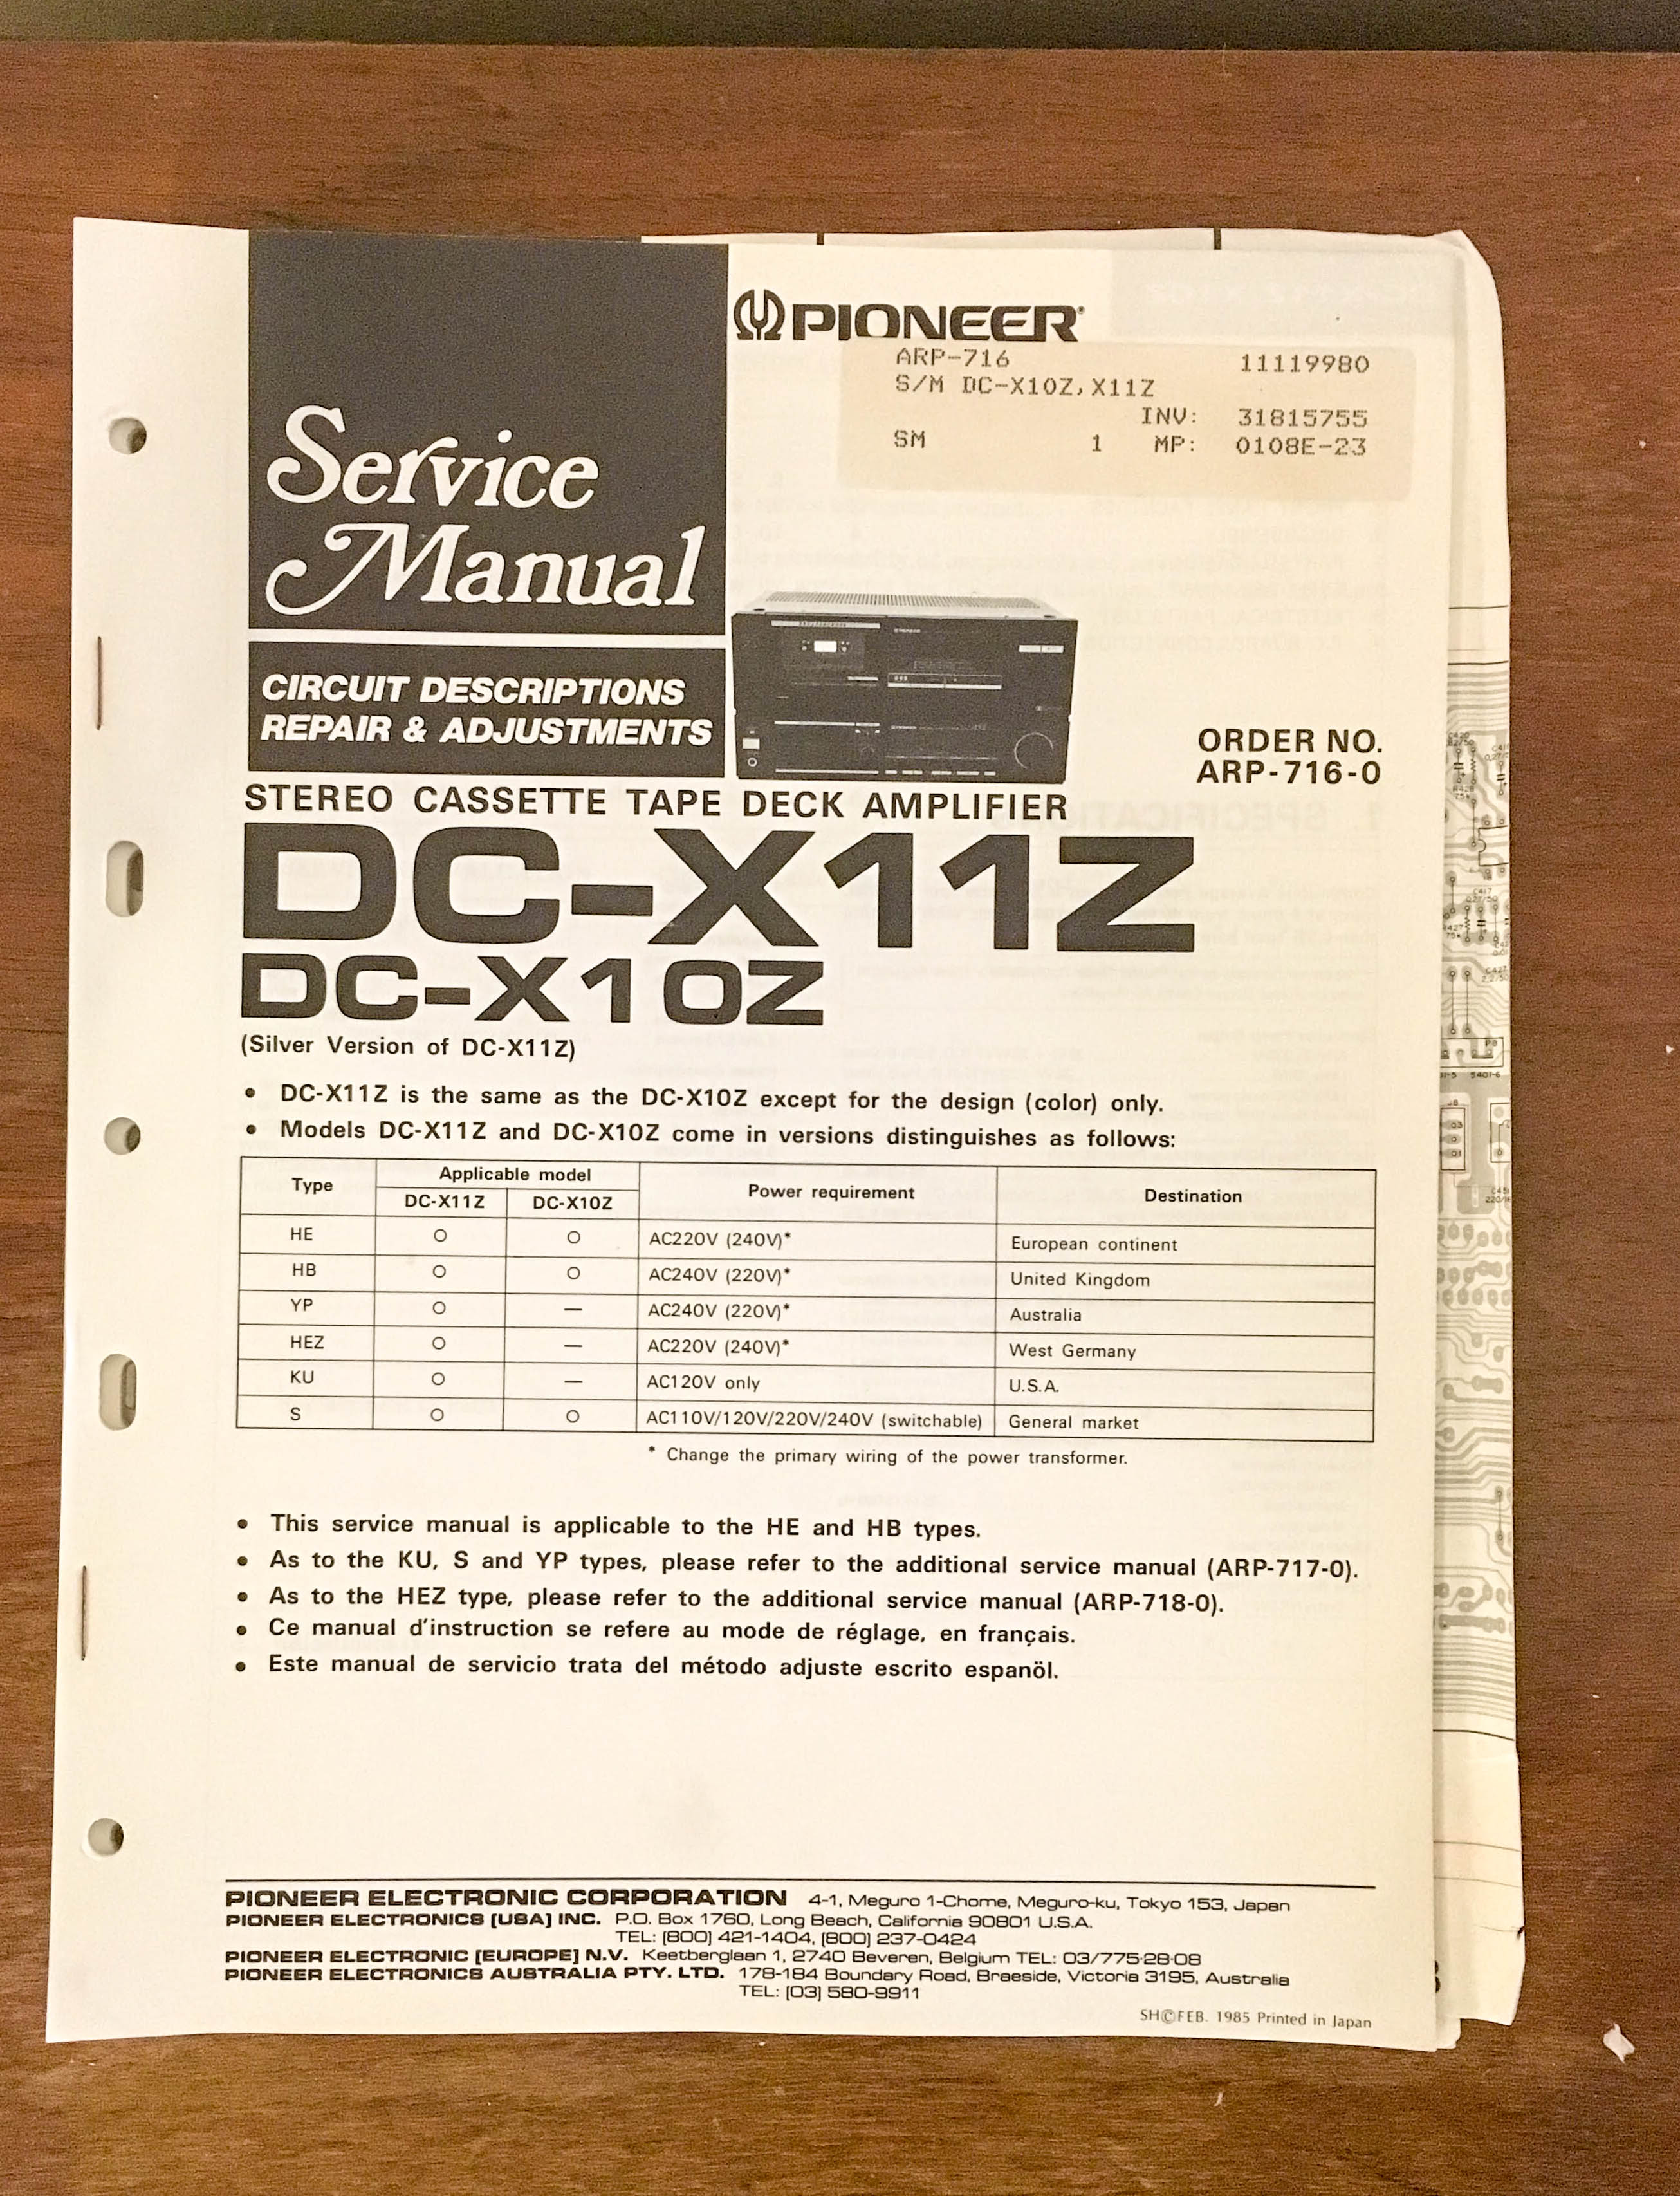 PIONEER
ARP-716 11119980
S/M DC-X10Z,X11Z
INV: 31815755
SM 1 MP: 0108E-23
Service
Manual
CIRCUIT DESCRIPTIONS
REPAIR & ADJUSTMENTS
ORDER NO.
ARP-716-0
STEREO CASSETTE TAPE DECK AMPLIFIER
DC-X11Z
DC-X10Z
(Silver Version of DC-X11Z)
• DC-X11Z is the same as the DC-X10Z except for the design (color) only.
• Models DC-X11Z and DC-X10Z come in versions distinguishes as follows:
Type Applicable model Power requirement Destination
DC-X11Z DC-X10Z
HE ○ ○ AC220V (240V)* European continent
HB ○ ○ AC240V (220V)* United Kingdom
YP ○ — AC240V (220V)* Australia
HEZ ○ — AC220V (240V)* West Germany
KU ○ — AC120V only U.S.A.
S ○ ○ AC110V/120V/220V/240V (switchable) General market
* Change the primary wiring of the power transformer.
• This service manual is applicable to the HE and HB types.
• As to the KU, S and YP types, please refer to the additional service manual (ARP-717-0).
• As to the HEZ type, please refer to the additional service manual (ARP-718-0).
• Ce manual d'instruction se refere au mode de réglage, en français.
• Este manual de servicio trata del método adjuste escrito espanöl.
PIONEER ELECTRONIC CORPORATION 4-1, Meguro 1-Chome, Meguro-ku, Tokyo 153, Japan
PIONEER ELECTRONICS [USA] INC. P.O. Box 1760, Long Beach, California 90801 U.S.A.
TEL: [800] 421-1404, [800] 237-0424
PIONEER ELECTRONIC [EUROPE] N.V. Keetberglaan 1, 2740 Beveren, Belgium TEL: 03/775·28·08
PIONEER ELECTRONICS AUSTRALIA PTY. LTD. 178-184 Boundary Road, Braeside, Victoria 3195, Australia
TEL: [03] 580-9911
SH©FEB. 1985 Printed in Japan